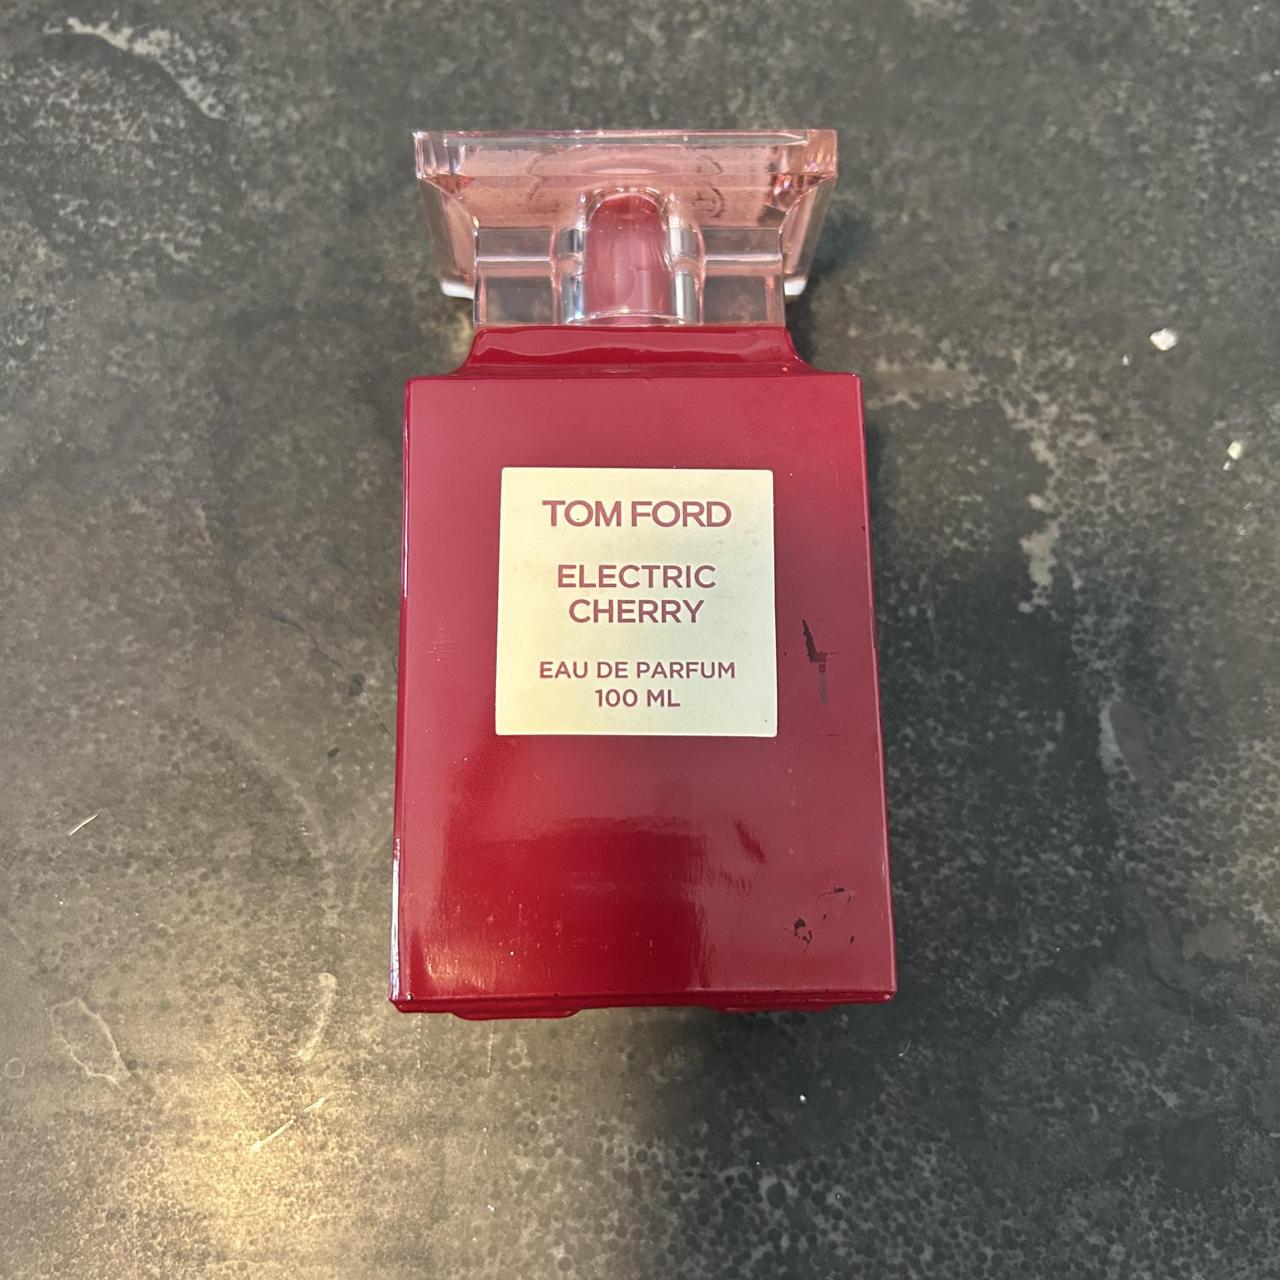 TOM FORD
ELECTRIC
CHERRY
EAU DE PARFUM
100 ML